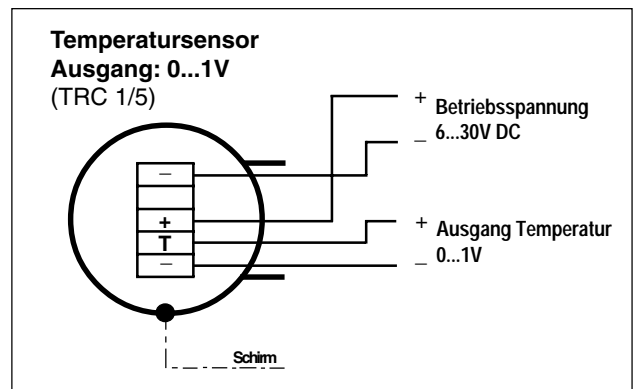 Temperatursensor
Ausgang: 0...1V
(TRC 1/5)
+ Betriebsspannung
– 6...30V DC
–
+
T
–
+ Ausgang Temperatur
– 0...1V
Schirm